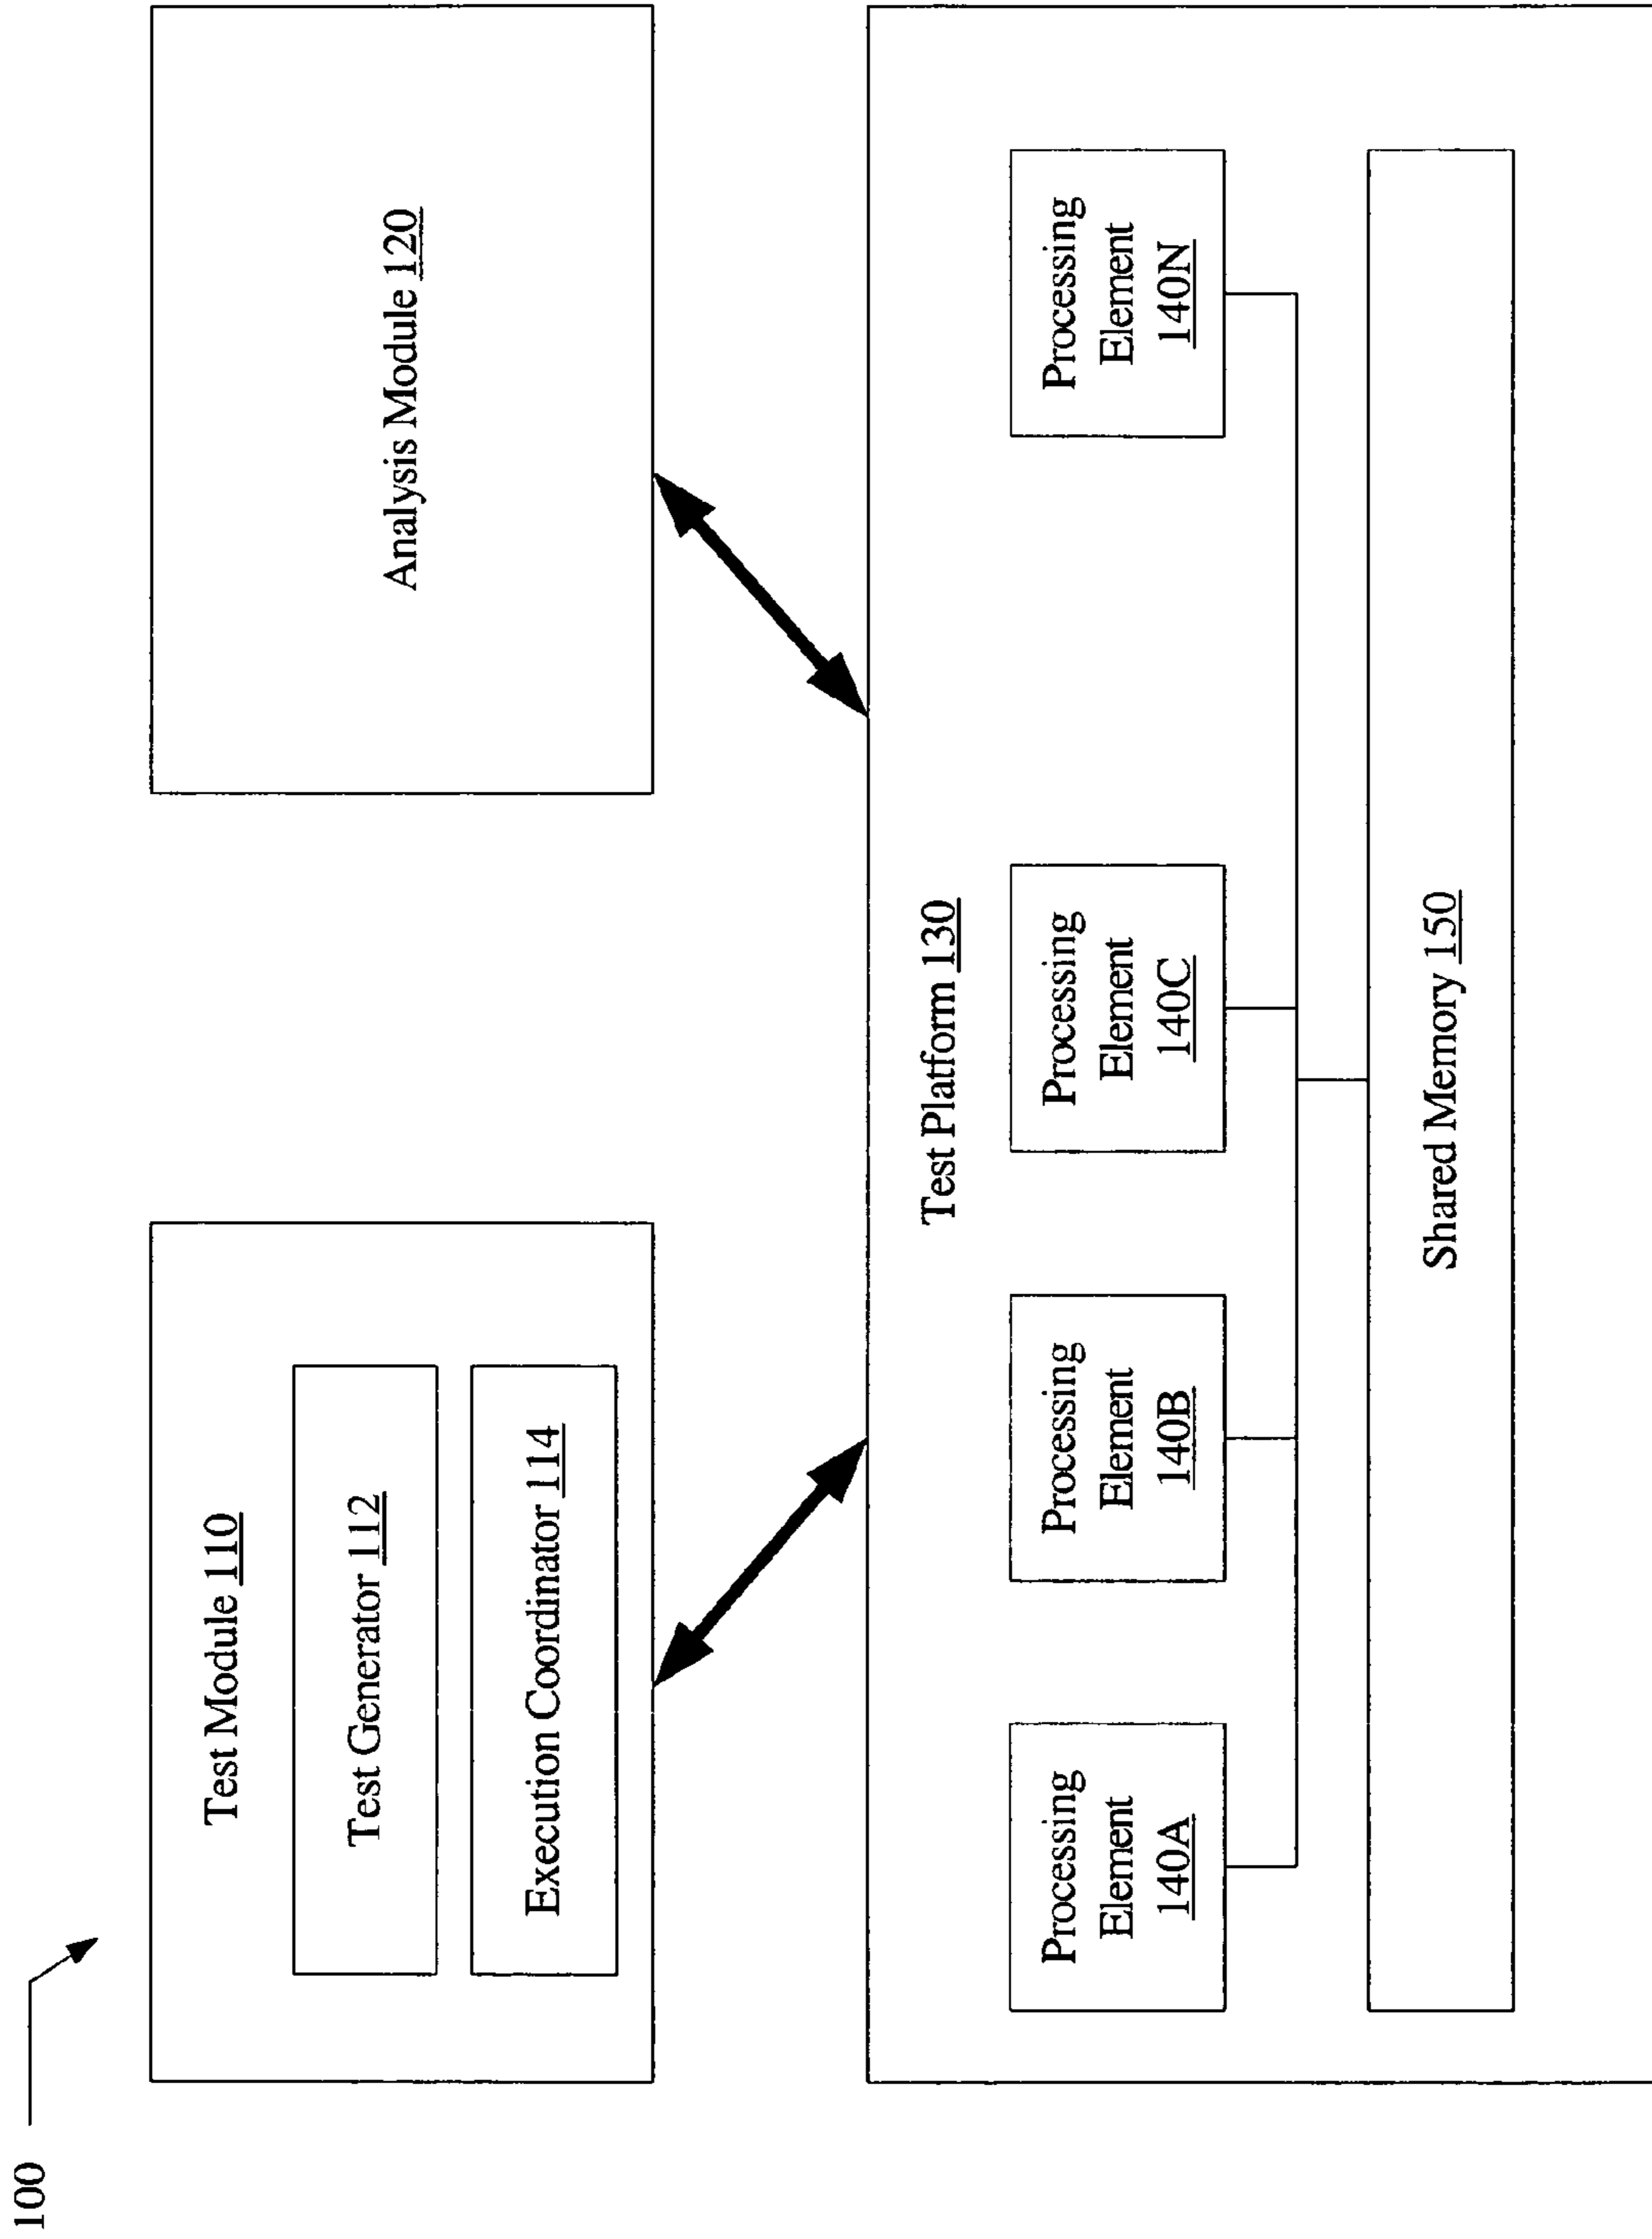 100
Test Module 110
Test Generator 112
Execution Coordinator 114
Analysis Module 120
Test Platform 130
Processing
Element
140A
Processing
Element
140B
Processing
Element
140C
Processing
Element
140N
Shared Memory 150